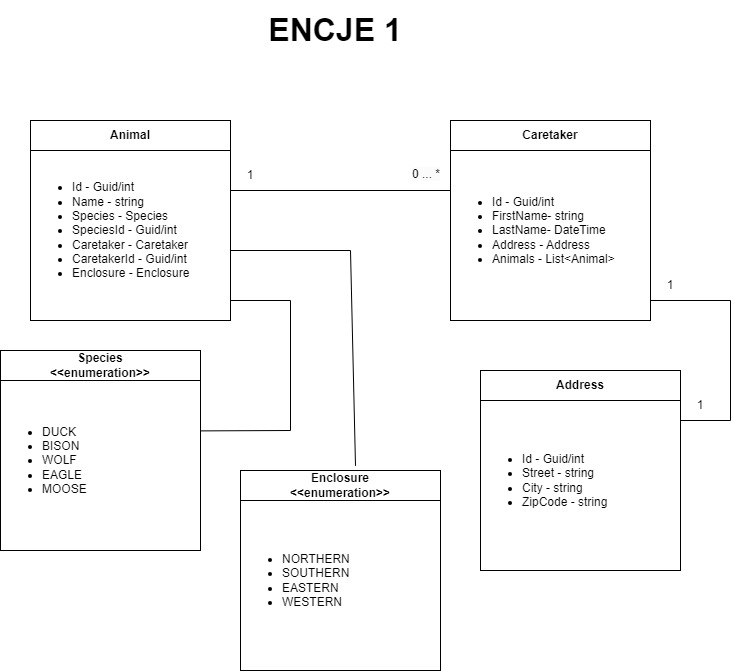 ENCJE 1
Animal
Id - Guid/int
Name - string
Species - Species
SpeciesId - Guid/int
Caretaker - Caretaker
CaretakerId - Guid/int
Enclosure - Enclosure
1
0 ... *
Caretaker
Id - Guid/int
FirstName- string
LastName- DateTime
Address - Address
Animals - List<Animal>
1
Species
<<enumeration>>
DUCK
BISON
WOLF
EAGLE
MOOSE
Address
1
Id - Guid/int
Street - string
City - string
ZipCode - string
Enclosure
<<enumeration>>
NORTHERN
SOUTHERN
EASTERN
WESTERN